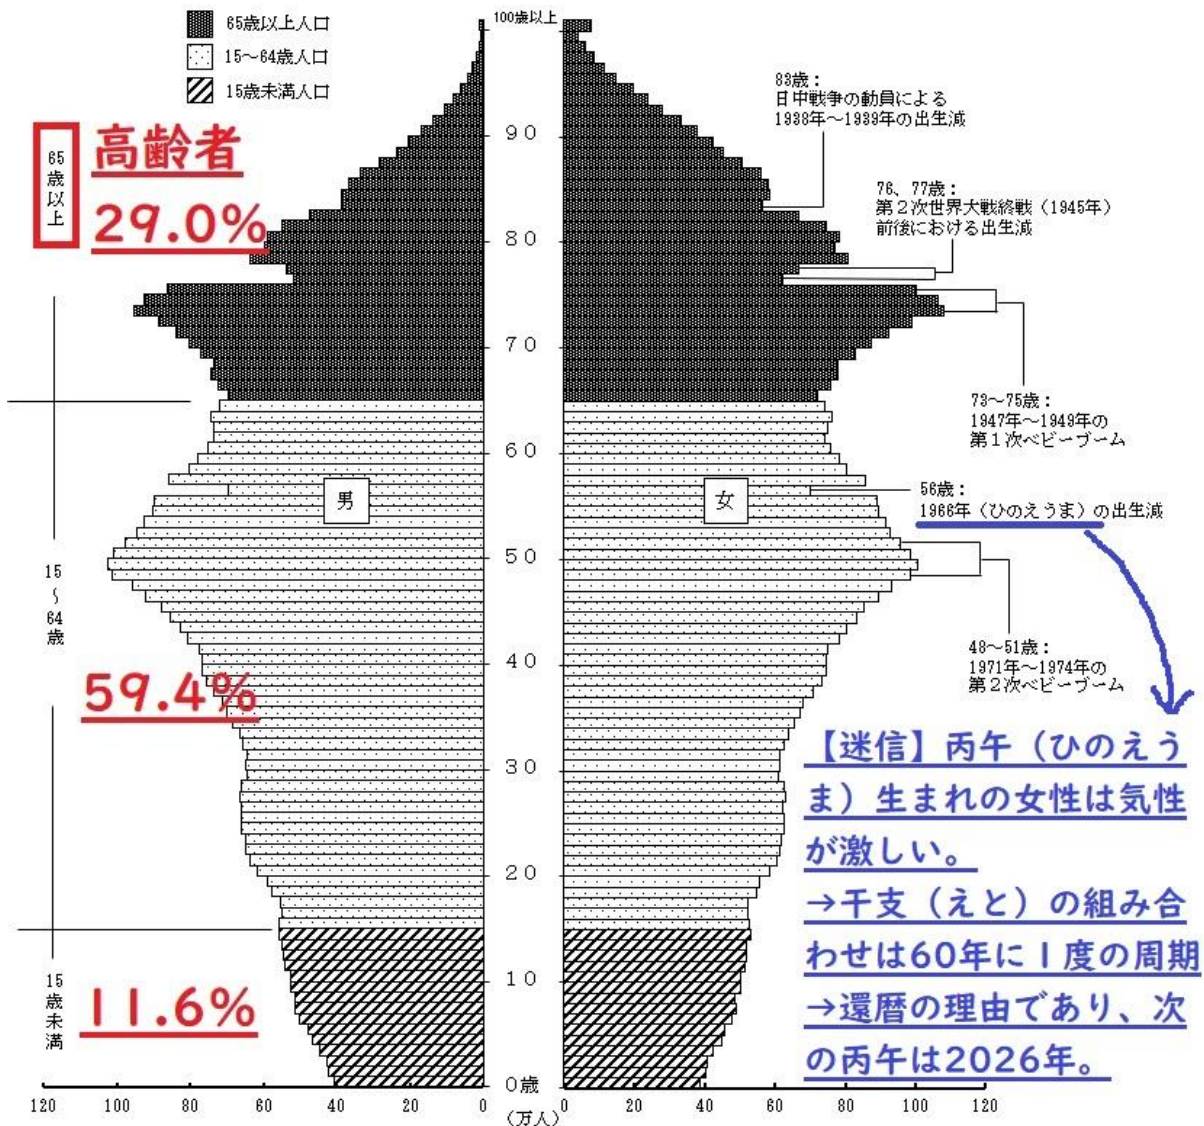 65歳以上人口
15～64歳人口
15歳未満人口
100歳以上
90
80
70
60
50
40
30
20
10
0歳
65歳以上
高齢者
29.0%
15～64歳
59.4%
15歳未満
11.6%
男
女
83歳：
日中戦争の動員による
1938年～1939年の出生減
76、77歳：
第２次世界大戦終戦（1945年）
前後における出生減
73～75歳：
1947年～1949年の
第１次ベビーブーム
56歳：
1966年（ひのえうま）の出生減
48～51歳：
1971年～1974年の
第２次ベビーブーム
【迷信】丙午（ひのえう
ま）生まれの女性は気性
が激しい。
→干支（えと）の組み合
わせは60年に１度の周期
→還暦の理由であり、次
の丙午は2026年。
120 100 80 60 40 20 0
（万人）
0 20 40 60 80 100 120